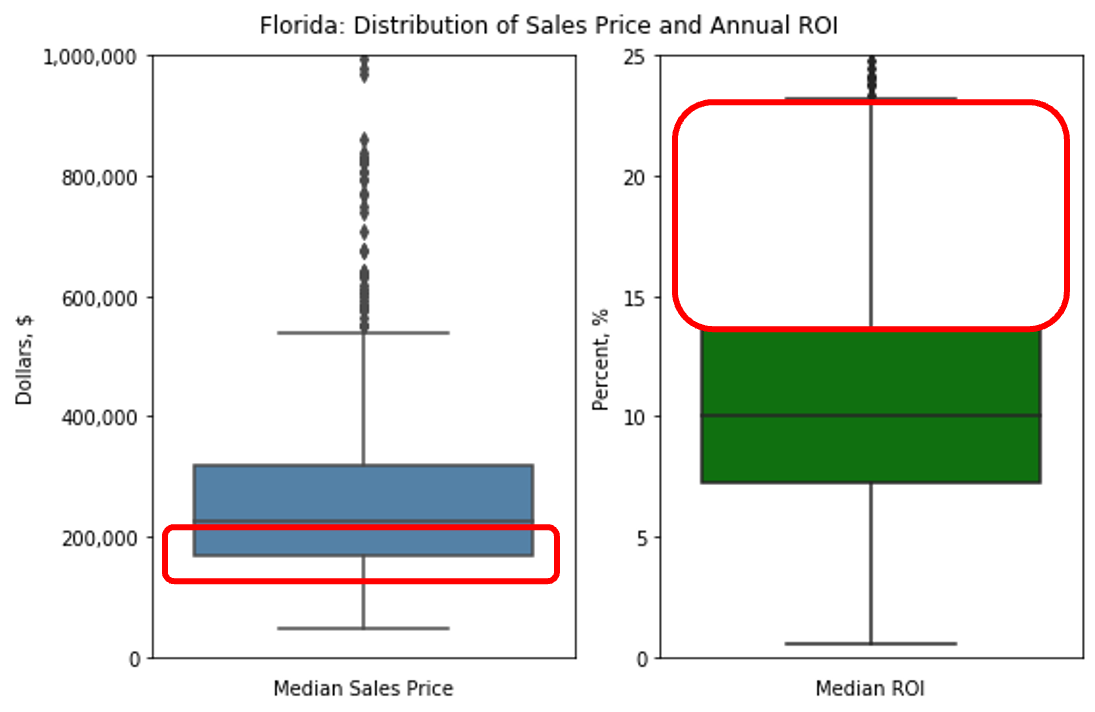 Florida: Distribution of Sales Price and Annual ROI
1,000,000
800,000
600,000
400,000
200,000
0
Dollars, $
Median Sales Price
25
20
15
10
5
0
Percent, %
Median ROI